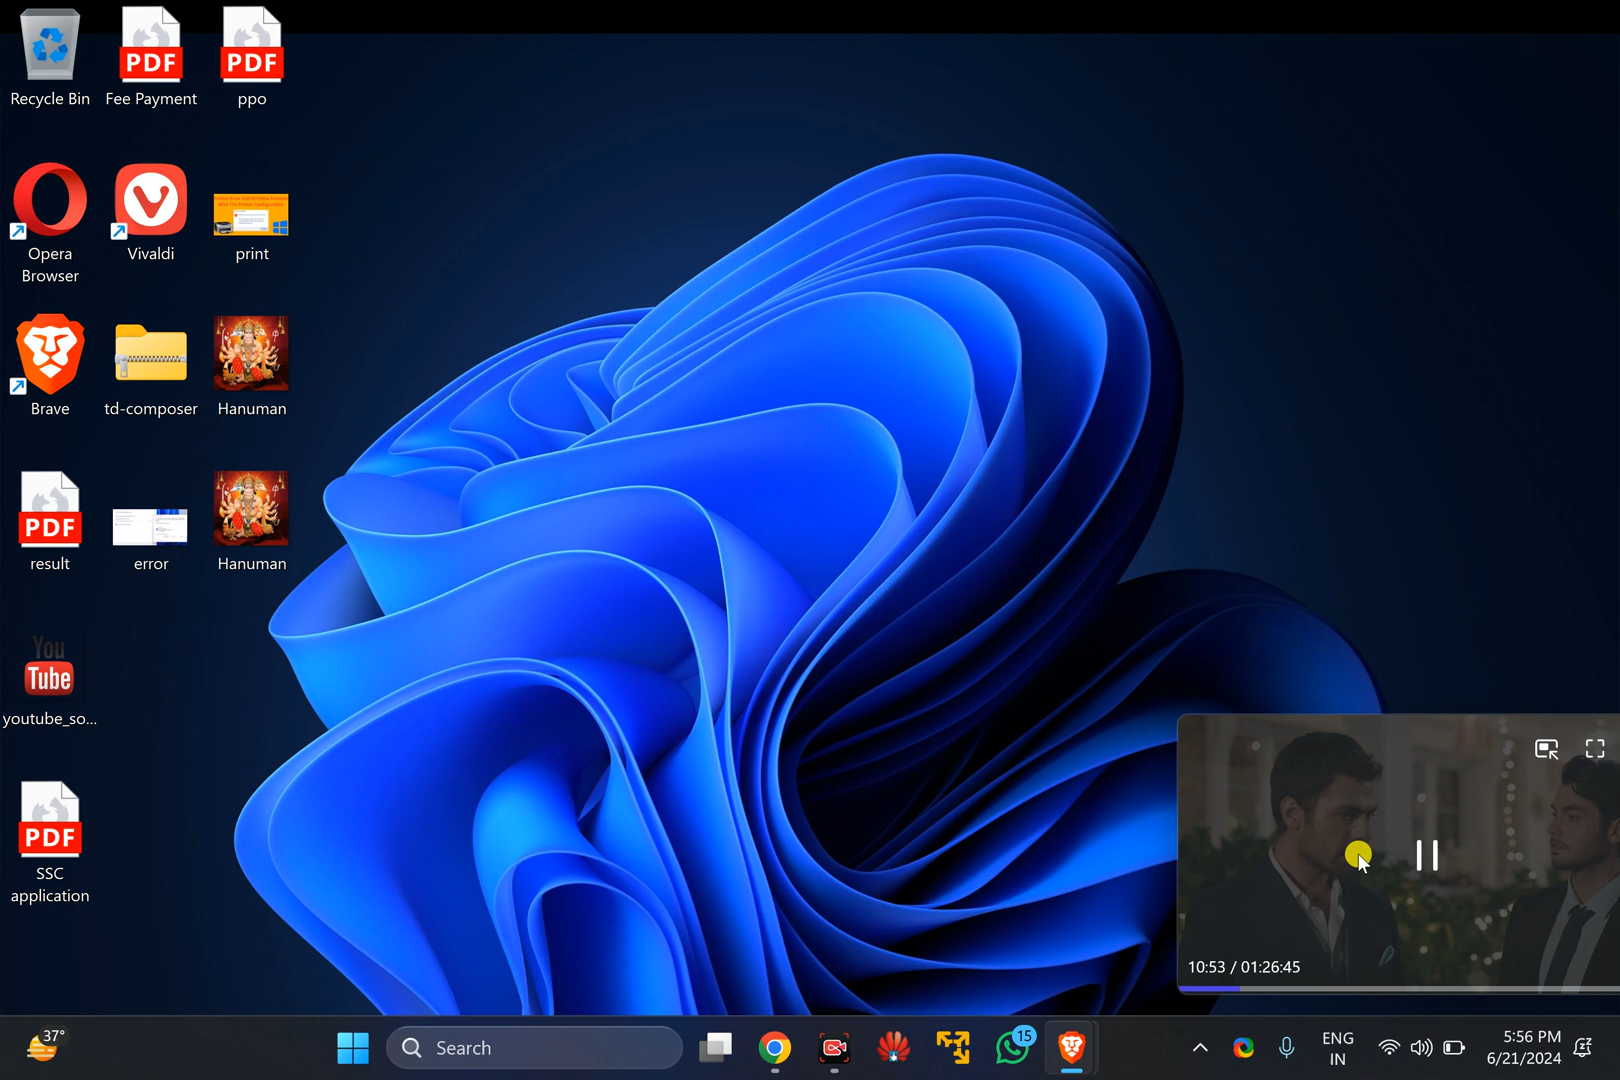 Recycle Bin
PDF
Fee Payment
PDF
ppo
Opera
Browser
Vivaldi
print
Brave
td-composer
Hanuman
PDF
result
error
Hanuman
You
Tube
youtube_so...
PDF
SSC
application
10:53 / 01:26:45
37°
Search
15
ENG
IN
5:56 PM
6/21/2024